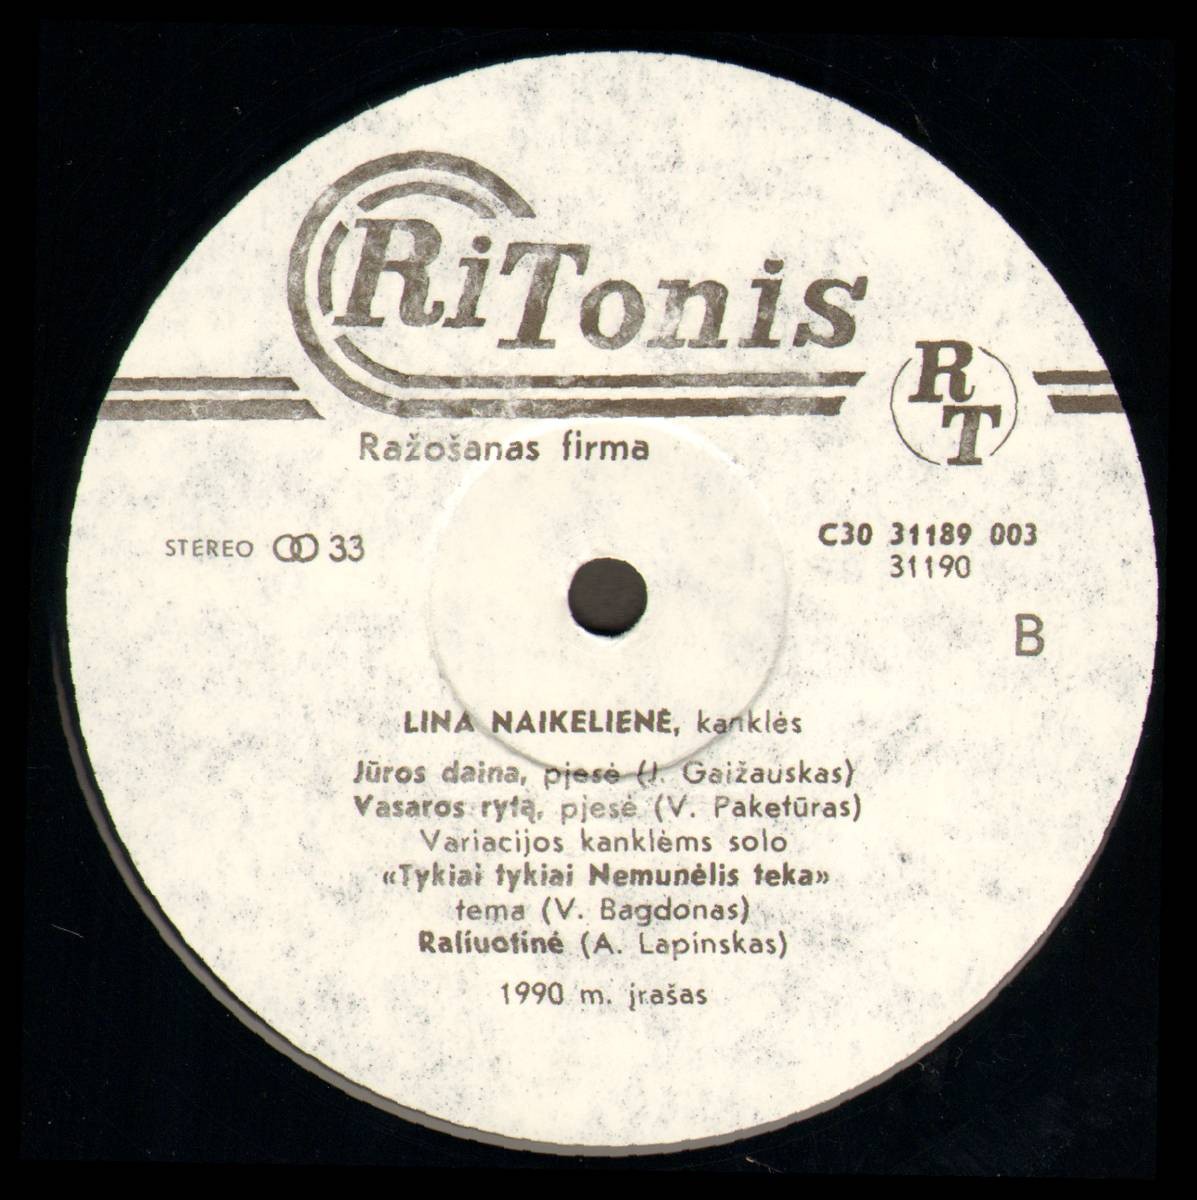 RiTonis
R
T
Ražošanas firma
STEREO 33
C30 31189 003
31190
B
LINA NAIKELIENĖ, kanklės
Jūros daina, pjesė (J. Gaižauskas)
Vasaros rytą, pjesė (V. Paketūras)
Variacijos kanklėms solo
«Tykiai tykiai Nemunėlis teka»
tema (V. Bagdonas)
Raliuotinė (A. Lapinskas)
1990 m. įrašas